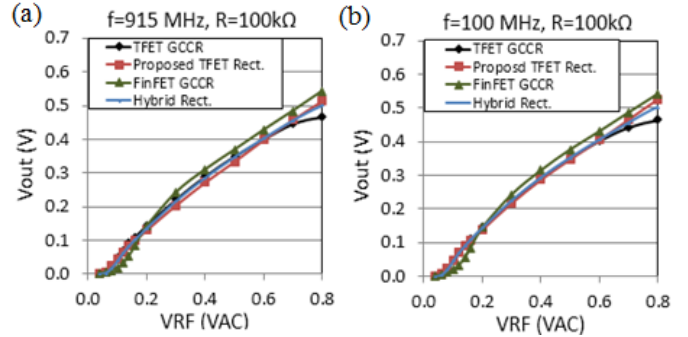 (a)
f=915 MHz, R=100kΩ
TFET GCCR
Proposed TFET Rect.
FinFET GCCR
Hybrid Rect.
Vout (V)
0.7
0.6
0.5
0.4
0.3
0.2
0.1
0.0
0.0 0.2 0.4 0.6 0.8
VRF (VAC)
(b)
f=100 MHz, R=100kΩ
TFET GCCR
Proposd TFET Rect.
FinFET GCCR
Hybrid Rect.
Vout (V)
0.7
0.6
0.5
0.4
0.3
0.2
0.1
0.0
0.0 0.2 0.4 0.6 0.8
VRF (VAC)